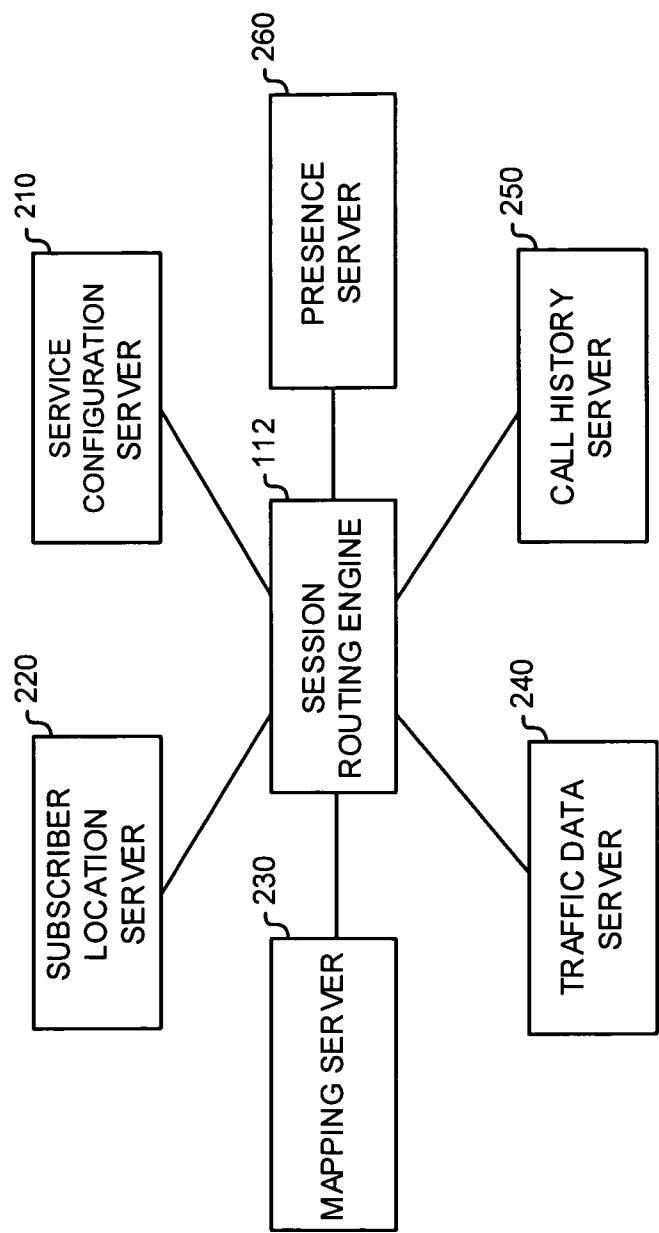 220
SUBSCRIBER
LOCATION
SERVER
210
SERVICE
CONFIGURATION
SERVER
230
MAPPING SERVER
112
SESSION
ROUTING ENGINE
260
PRESENCE
SERVER
240
TRAFFIC DATA
SERVER
250
CALL HISTORY
SERVER